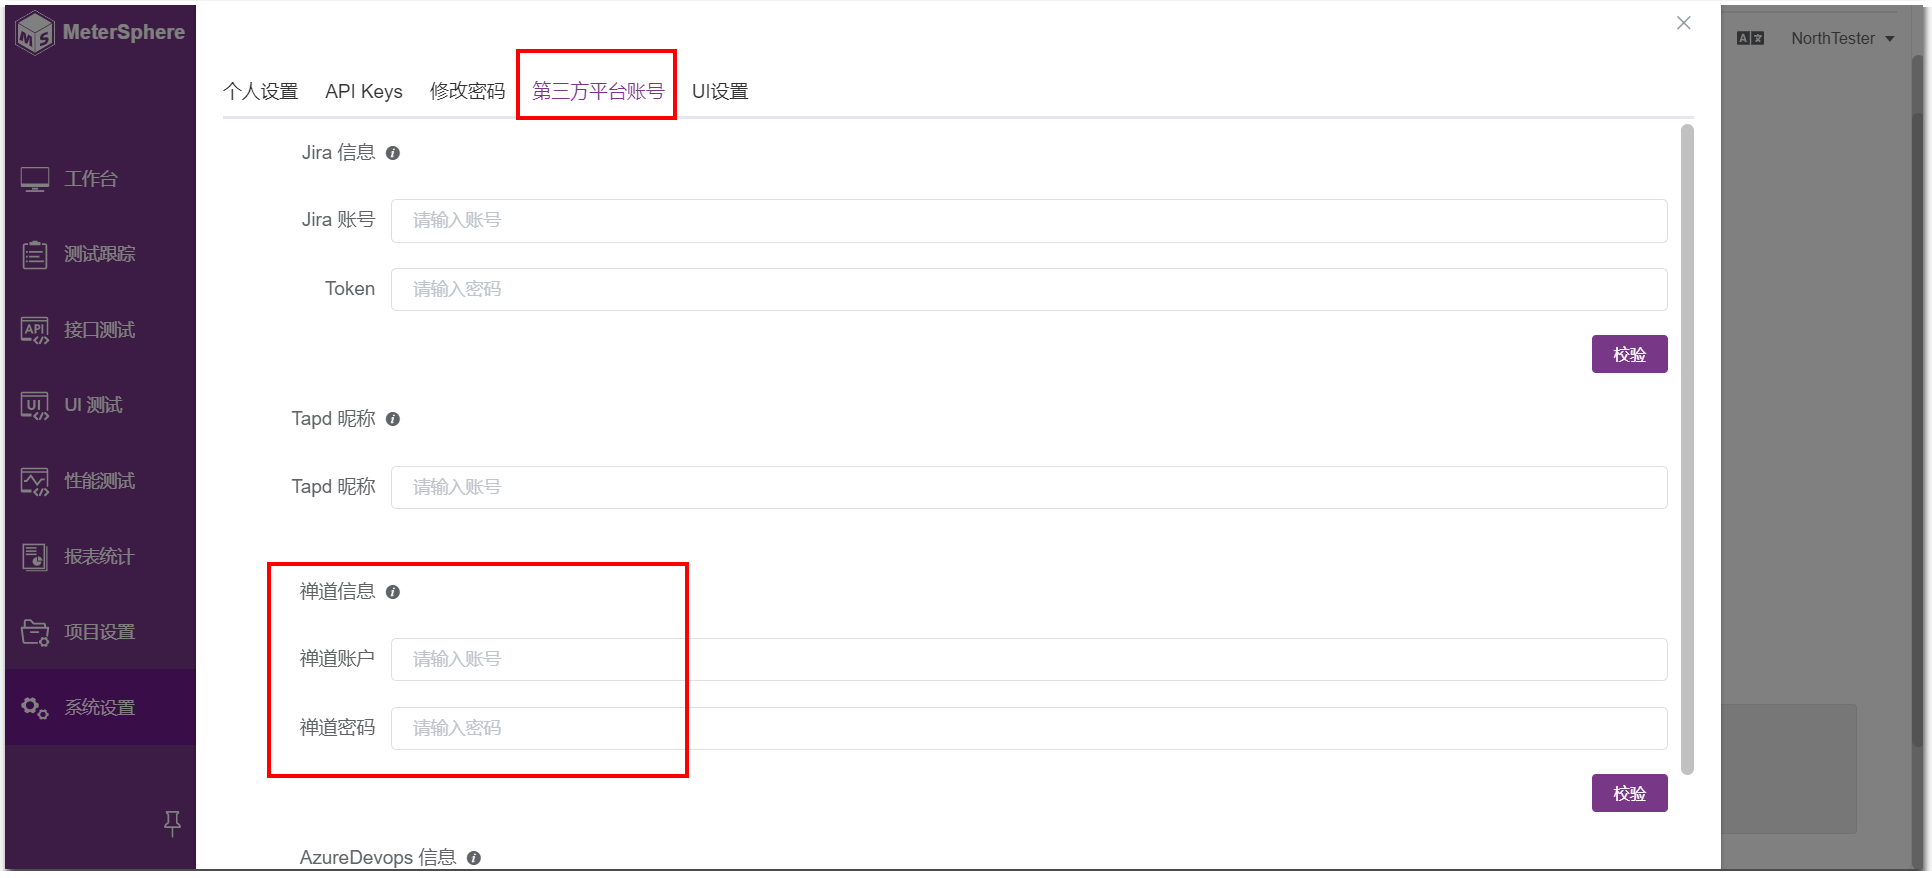 MeterSphere
NorthTester
个人设置 API Keys 修改密码 第三方平台账号 UI设置
工作台
测试跟踪
接口测试
UI 测试
性能测试
报表统计
项目设置
系统设置
Jira 信息
Jira 账号 请输入账号
Token 请输入密码
校验
Tapd 昵称
Tapd 昵称 请输入账号
禅道信息
禅道账户 请输入账号
禅道密码 请输入密码
校验
AzureDevops 信息